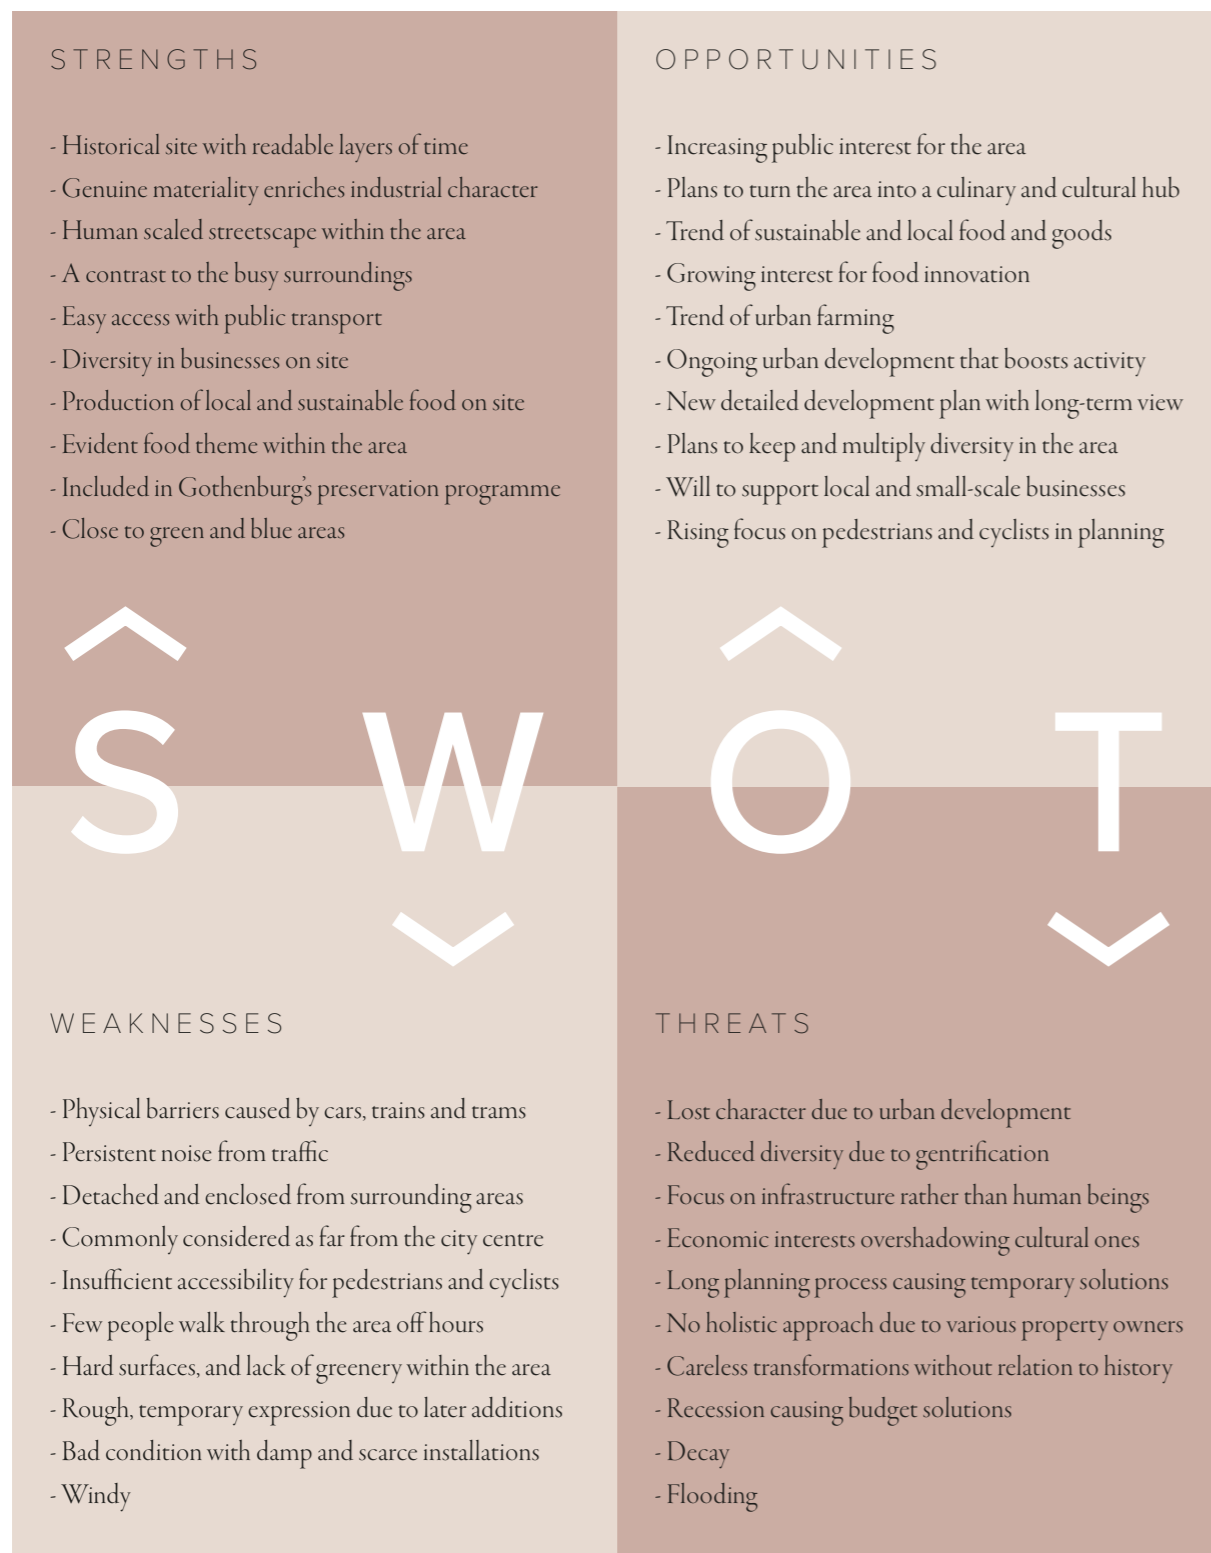 STRENGTHS
- Historical site with readable layers of time
- Genuine materiality enriches industrial character
- Human scaled streetscape within the area
- A contrast to the busy surroundings
- Easy access with public transport
- Diversity in businesses on site
- Production of local and sustainable food on site
- Evident food theme within the area
- Included in Gothenburg's preservation programme
- Close to green and blue areas
OPPORTUNITIES
- Increasing public interest for the area
- Plans to turn the area into a culinary and cultural hub
- Trend of sustainable and local food and goods
- Growing interest for food innovation
- Trend of urban farming
- Ongoing urban development that boosts activity
- New detailed development plan with long-term view
- Plans to keep and multiply diversity in the area
- Will to support local and small-scale businesses
- Rising focus on pedestrians and cyclists in planning
S W O T
WEAKNESSES
- Physical barriers caused by cars, trains and trams
- Persistent noise from traffic
- Detached and enclosed from surrounding areas
- Commonly considered as far from the city centre
- Insufficient accessibility for pedestrians and cyclists
- Few people walk through the area off hours
- Hard surfaces, and lack of greenery within the area
- Rough, temporary expression due to later additions
- Bad condition with damp and scarce installations
- Windy
THREATS
- Lost character due to urban development
- Reduced diversity due to gentrification
- Focus on infrastructure rather than human beings
- Economic interests overshadowing cultural ones
- Long planning process causing temporary solutions
- No holistic approach due to various property owners
- Careless transformations without relation to history
- Recession causing budget solutions
- Decay
- Flooding